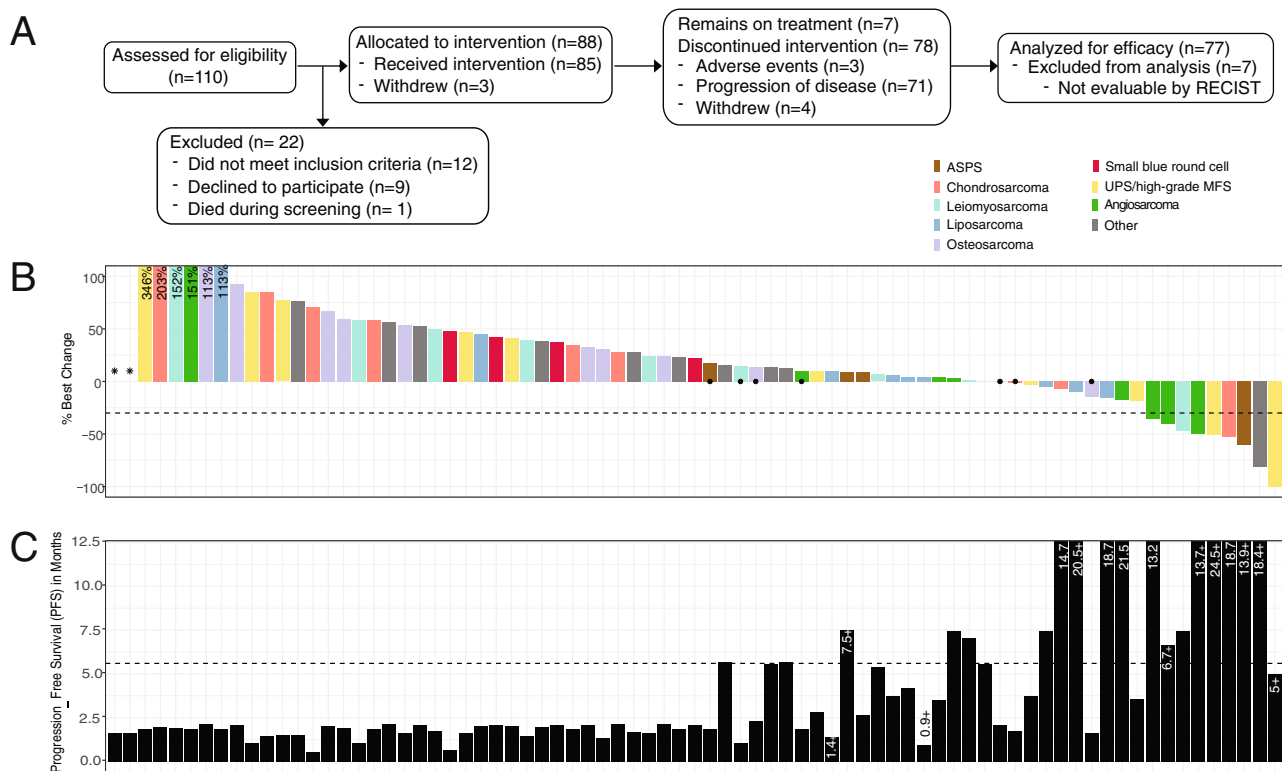 A
Assessed for eligibility
(n=110)
Allocated to intervention (n=88)
- Received intervention (n=85)
- Withdrew (n=3)
Remains on treatment (n=7)
Discontinued intervention (n= 78)
- Adverse events (n=3)
- Progression of disease (n=71)
- Withdrew (n=4)
Analyzed for efficacy (n=77)
- Excluded from analysis (n=7)
- Not evaluable by RECIST
Excluded (n= 22)
- Did not meet inclusion criteria (n=12)
- Declined to participate (n=9)
- Died during screening (n= 1)
ASPS
Chondrosarcoma
Leiomyosarcoma
Liposarcoma
Osteosarcoma
Small blue round cell
UPS/high-grade MFS
Angiosarcoma
Other
B
% Best Change
100
50
0
−50
−100
* *
346%
203%
152%
151%
113%
113%
C
Progression_Free Survival (PFS) in Months
12.5
10.0
7.5
5.0
2.5
0.0
1.4+
7.5+
0.9+
14.7
20.5+
18.7
21.5
13.2
6.7+
13.7+
24.5+
18.7
13.9+
18.4+
5+